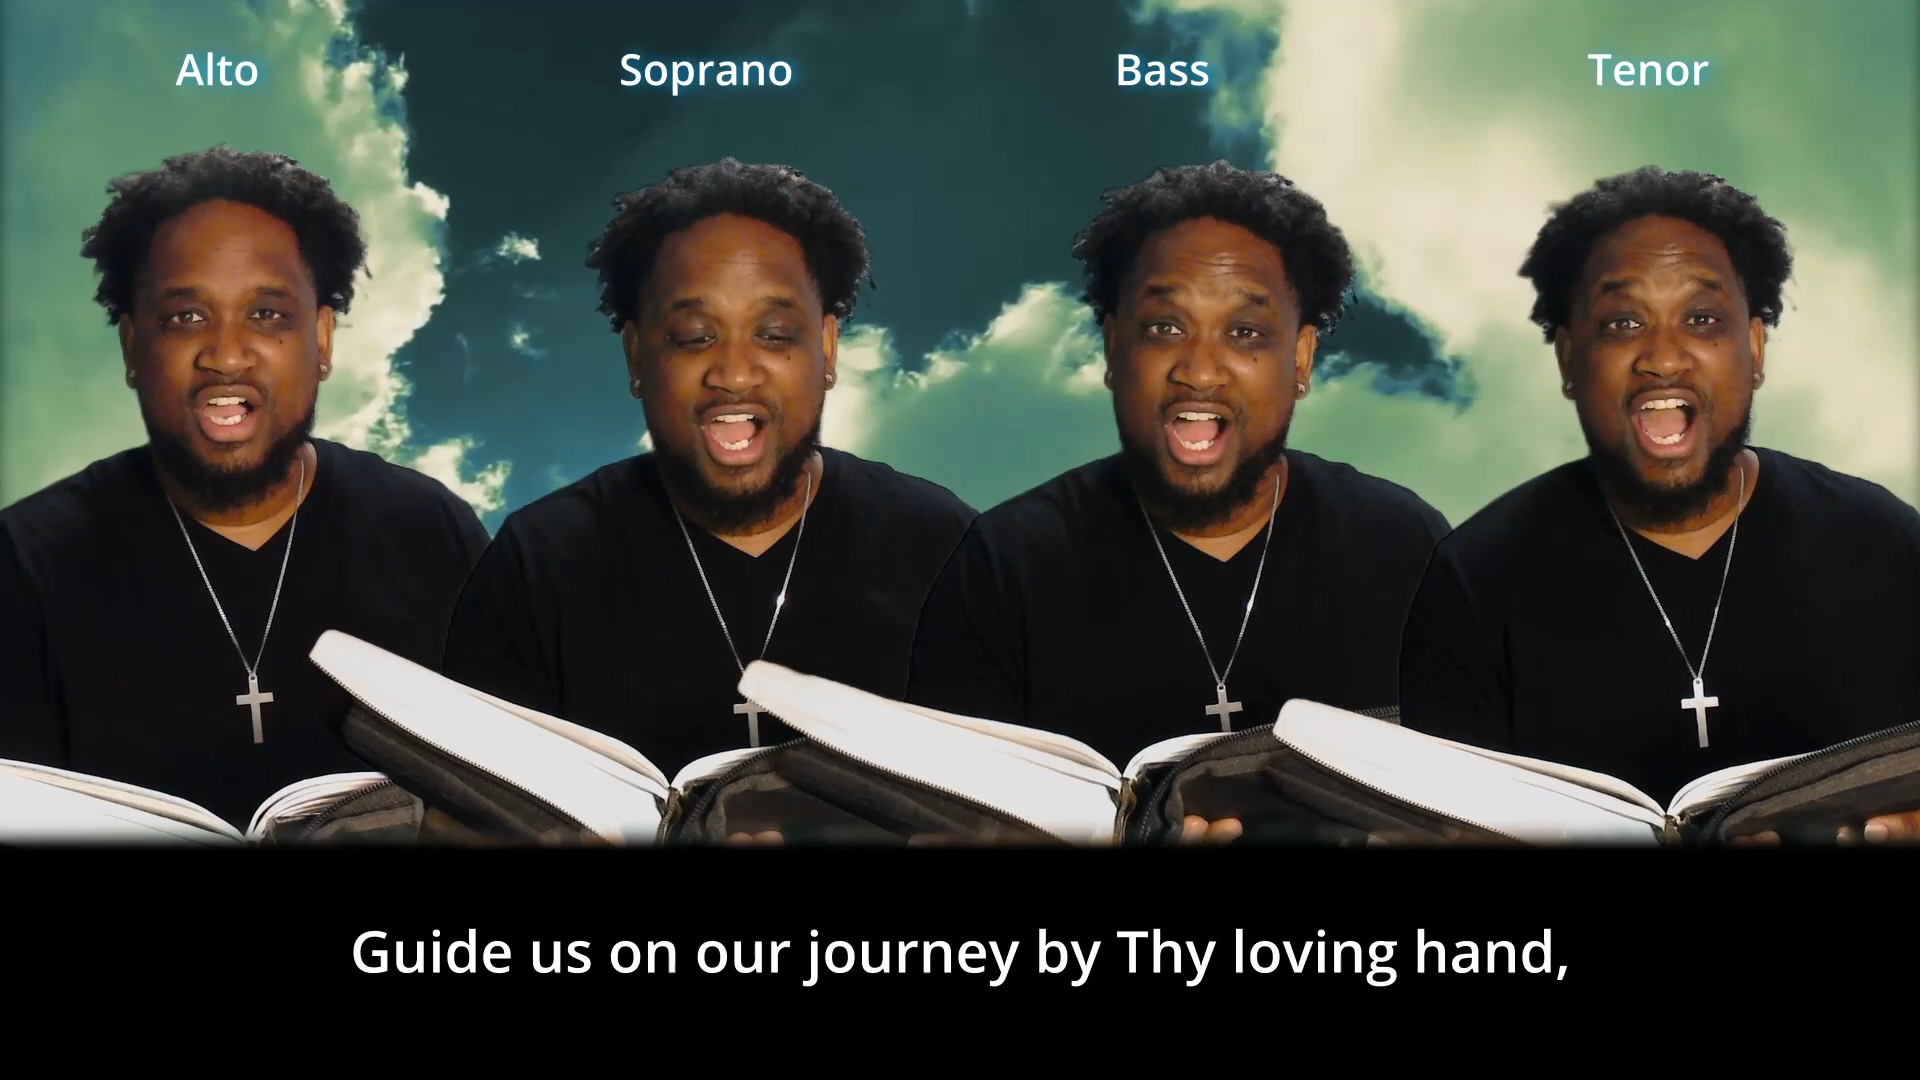 Alto
Soprano
Bass
Tenor
Guide us on our journey by Thy loving hand,